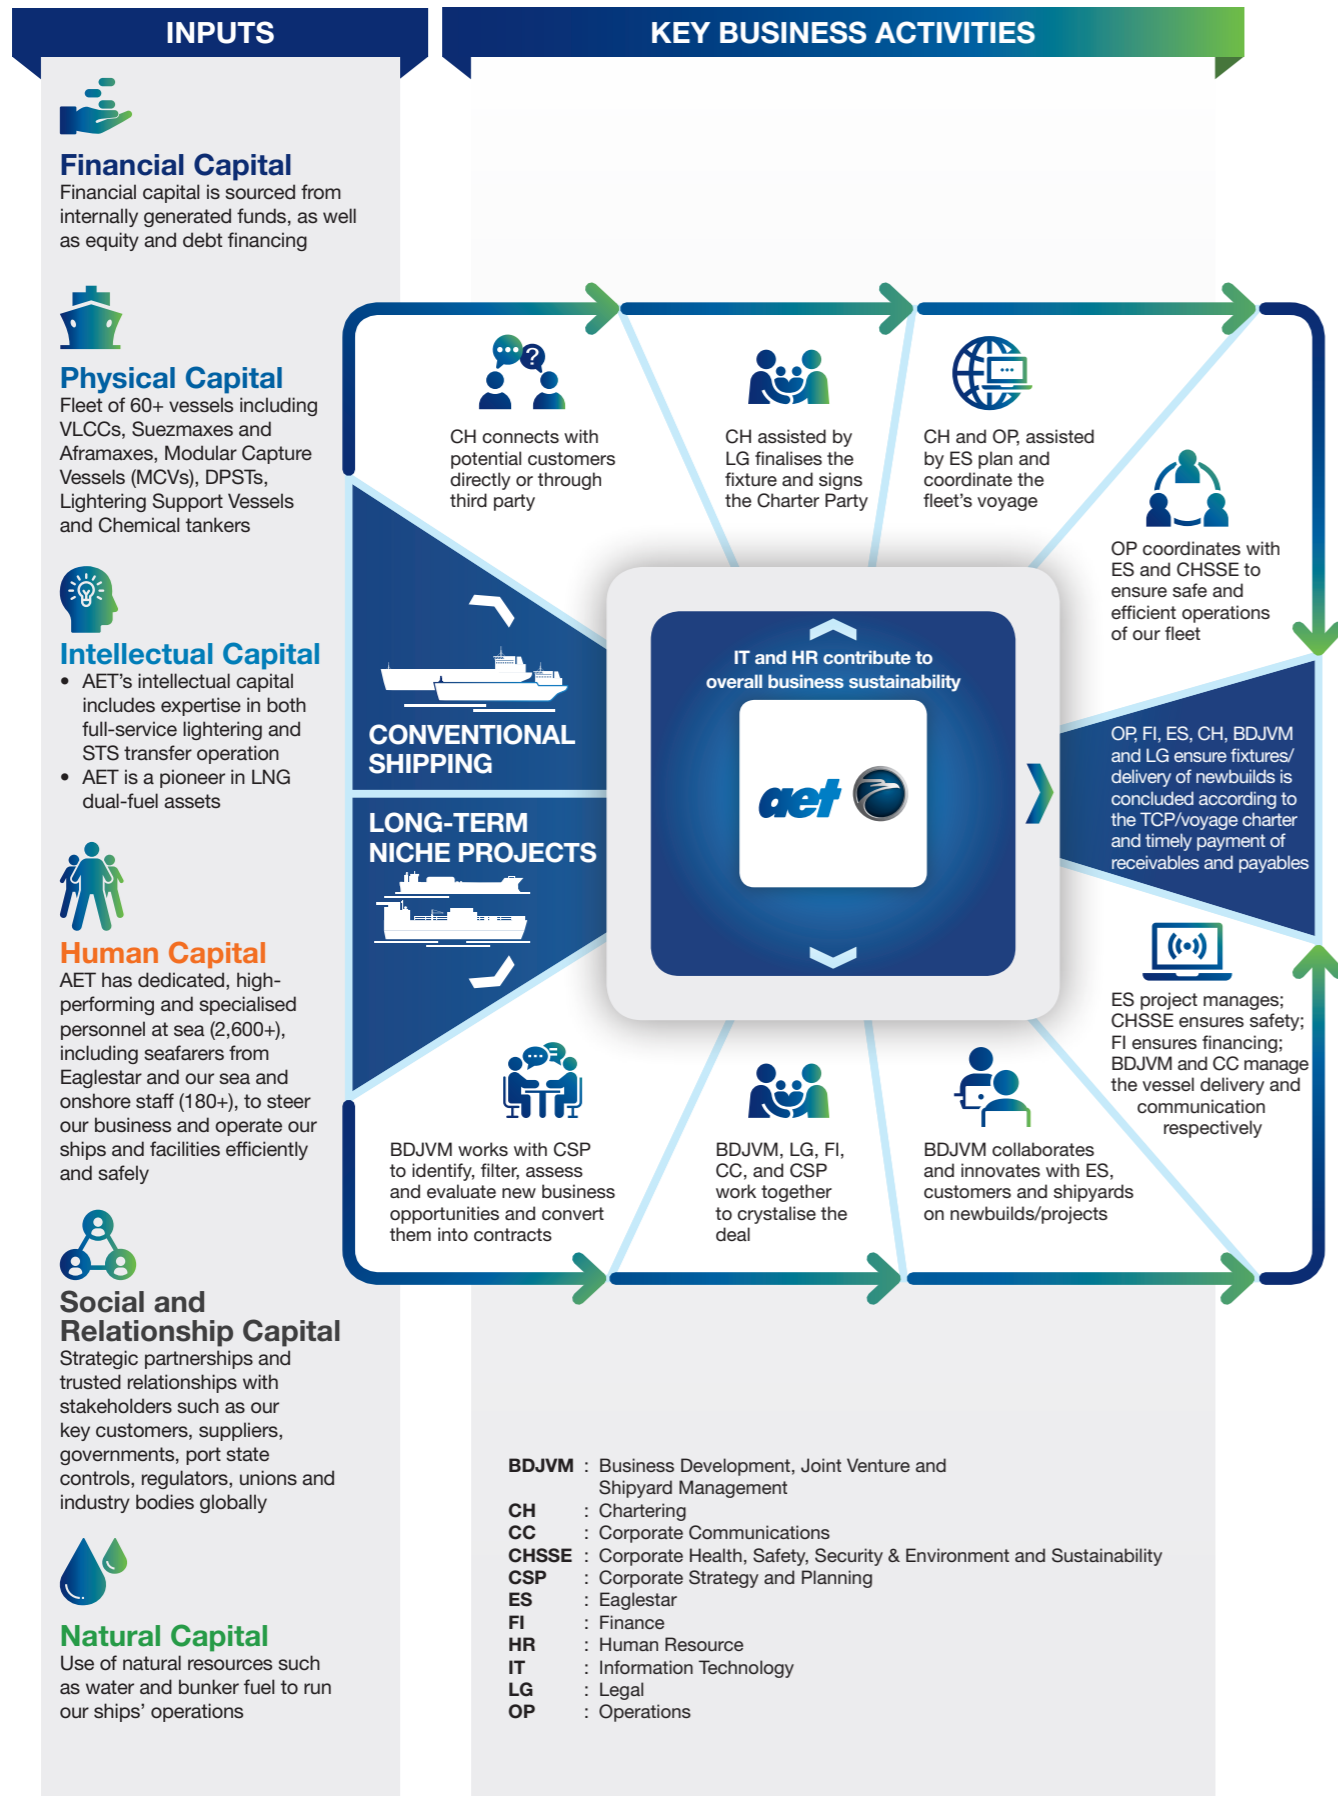 INPUTS
KEY BUSINESS ACTIVITIES
Financial Capital
Financial capital is sourced from
internally generated funds, as well
as equity and debt financing
Physical Capital
Fleet of 60+ vessels including
VLCCs, Suezmaxes and
Aframaxes, Modular Capture
Vessels (MCVs), DPSTs,
Lightering Support Vessels
and Chemical tankers
Intellectual Capital
• AET's intellectual capital
includes expertise in both
full-service lightering and
STS transfer operation
• AET is a pioneer in LNG
dual-fuel assets
Human Capital
AET has dedicated, high-
performing and specialised
personnel at sea (2,600+),
including seafarers from
Eaglestar and our sea and
onshore staff (180+), to steer
our business and operate our
ships and facilities efficiently
and safely
Social and
Relationship Capital
Strategic partnerships and
trusted relationships with
stakeholders such as our
key customers, suppliers,
governments, port state
controls, regulators, unions and
industry bodies globally
Natural Capital
Use of natural resources such
as water and bunker fuel to run
our ships' operations
?
CH connects with
potential customers
directly or through
third party
CH assisted by
LG finalises the
fixture and signs
the Charter Party
CH and OP, assisted
by ES plan and
coordinate the
fleet's voyage
OP coordinates with
ES and CHSSE to
ensure safe and
efficient operations
of our fleet
CONVENTIONAL
SHIPPING
LONG-TERM
NICHE PROJECTS
IT and HR contribute to
overall business sustainability
aet
OP, FI, ES, CH, BDJVM
and LG ensure fixtures/
delivery of newbuilds is
concluded according to
the TCP/voyage charter
and timely payment of
receivables and payables
BDJVM works with CSP
to identify, filter, assess
and evaluate new business
opportunities and convert
them into contracts
BDJVM, LG, FI,
CC, and CSP
work together
to crystalise the
deal
BDJVM collaborates
and innovates with ES,
customers and shipyards
on newbuilds/projects
ES project manages;
CHSSE ensures safety;
FI ensures financing;
BDJVM and CC manage
the vessel delivery and
communication
respectively
BDJVM : Business Development, Joint Venture and
Shipyard Management
CH : Chartering
CC : Corporate Communications
CHSSE : Corporate Health, Safety, Security & Environment and Sustainability
CSP : Corporate Strategy and Planning
ES : Eaglestar
FI : Finance
HR : Human Resource
IT : Information Technology
LG : Legal
OP : Operations